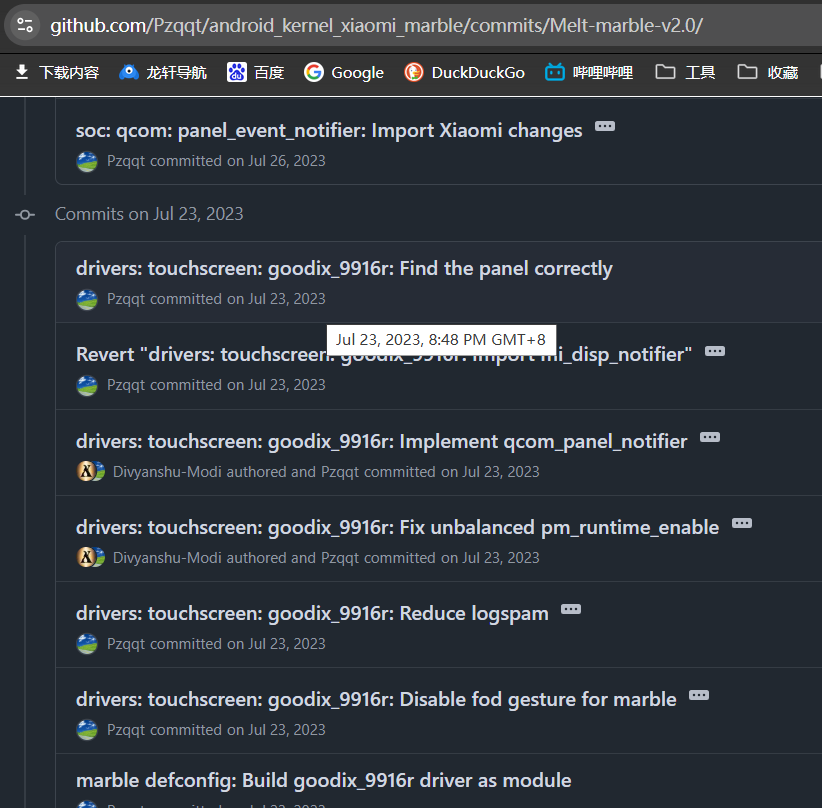 github.com/Pzqqt/android_kernel_xiaomi_marble/commits/Melt-marble-v2.0/
下载内容 龙轩导航 百度 Google DuckDuckGo 哔哩哔哩 工具 收藏
soc: qcom: panel_event_notifier: Import Xiaomi changes
Pzqqt committed on Jul 26, 2023
Commits on Jul 23, 2023
drivers: touchscreen: goodix_9916r: Find the panel correctly
Pzqqt committed on Jul 23, 2023
Jul 23, 2023, 8:48 PM GMT+8
Revert "drivers: touchscreen: goodix_9916r: Import mi_disp_notifier"
Pzqqt committed on Jul 23, 2023
drivers: touchscreen: goodix_9916r: Implement qcom_panel_notifier
Divyanshu-Modi authored and Pzqqt committed on Jul 23, 2023
drivers: touchscreen: goodix_9916r: Fix unbalanced pm_runtime_enable
Divyanshu-Modi authored and Pzqqt committed on Jul 23, 2023
drivers: touchscreen: goodix_9916r: Reduce logspam
Pzqqt committed on Jul 23, 2023
drivers: touchscreen: goodix_9916r: Disable fod gesture for marble
Pzqqt committed on Jul 23, 2023
marble defconfig: Build goodix_9916r driver as module
Pzqqt committed on Jul 23, 2023